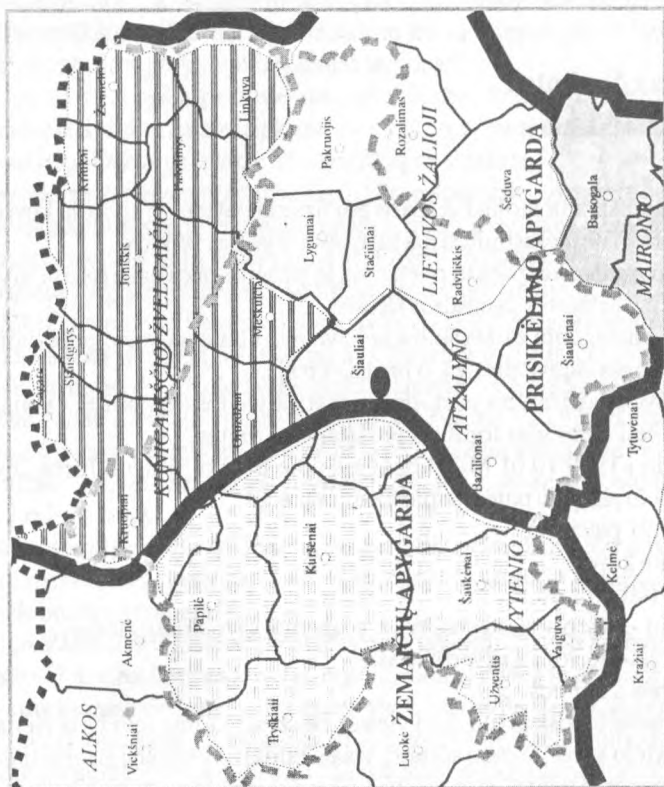 Žagarė
Skaistgirys
ALKOS
Kriukai
Žeimelis
Viekšniai
Akmenė
Kruopiai
Joniškis
KUNIGAIKŠČIO ŽVELGAIČIO
Pašvitinys
Papilė
Gruzdžiai
Linkuva
Meškuičiai
Tryškiai
Lygumai
Kuršėnai
Pakruojis
Šiauliai
Stačiūnai
Luokė
ŽEMAIČIŲ APYGARDA
Rozalimas
LIETUVOS ŽALIOJI
ATŽALYNO
Radviliškis
Šaukėnai
Bazilionai
Užventis
Šeduva
VYTENIO
PRISIKĖLIMO APYGARDA
Vaiguva
Šiaulėnai
Baisogala
Kelmė
Tytuvėnai
Kražiai
MAIRONIO